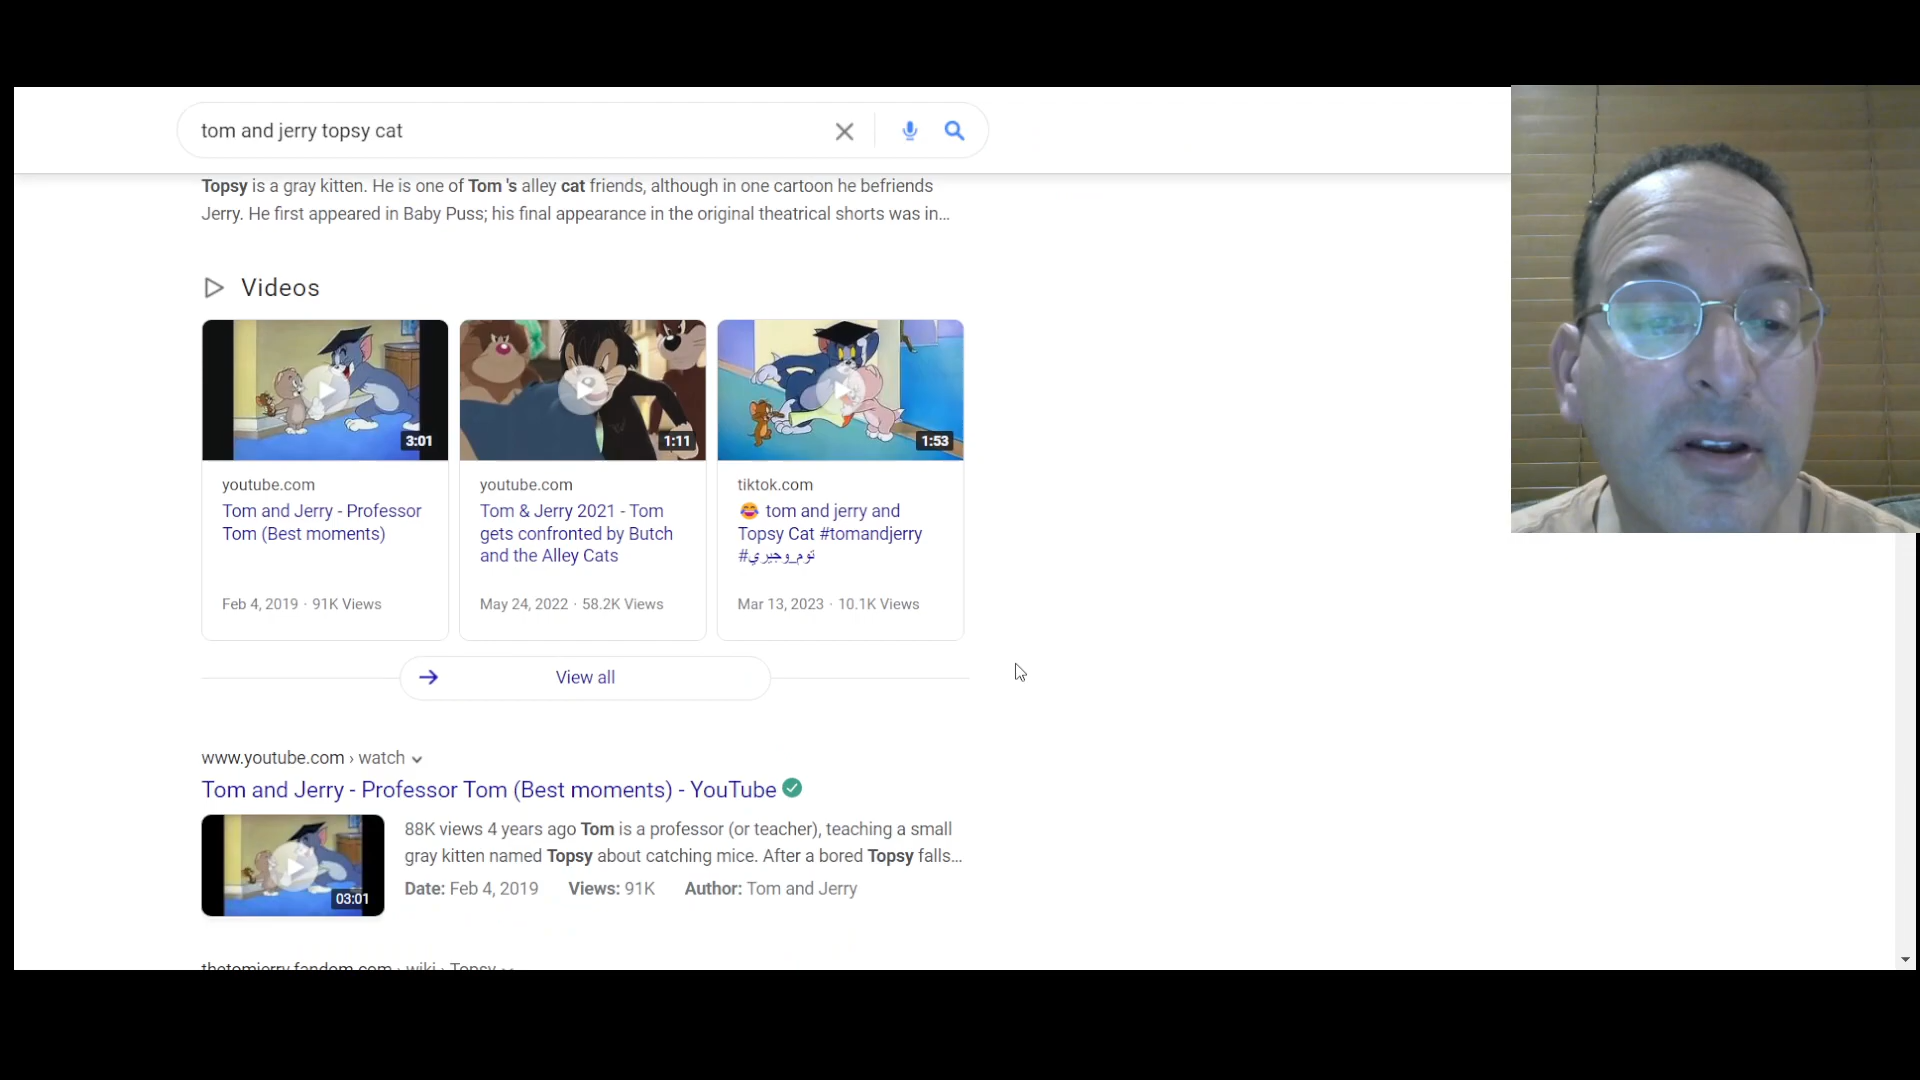 tom and jerry topsy cat
Topsy is a gray kitten. He is one of Tom 's alley cat friends, although in one cartoon he befriends
Jerry. He first appeared in Baby Puss; his final appearance in the original theatrical shorts was in...
Videos
3:01
youtube.com
Tom and Jerry - Professor
Tom (Best moments)
Feb 4, 2019 · 91K Views
1:11
youtube.com
Tom & Jerry 2021 - Tom
gets confronted by Butch
and the Alley Cats
May 24, 2022 · 58.2K Views
1:53
tiktok.com
😂 tom and jerry and
Topsy Cat #tomandjerry
#توم_وجيري
Mar 13, 2023 · 10.1K Views
View all
www.youtube.com › watch
Tom and Jerry - Professor Tom (Best moments) - YouTube
03:01
88K views 4 years ago Tom is a professor (or teacher), teaching a small
gray kitten named Topsy about catching mice. After a bored Topsy falls...
Date: Feb 4, 2019 Views: 91K Author: Tom and Jerry
thetomjerry.fandom.com › wiki › Topsy